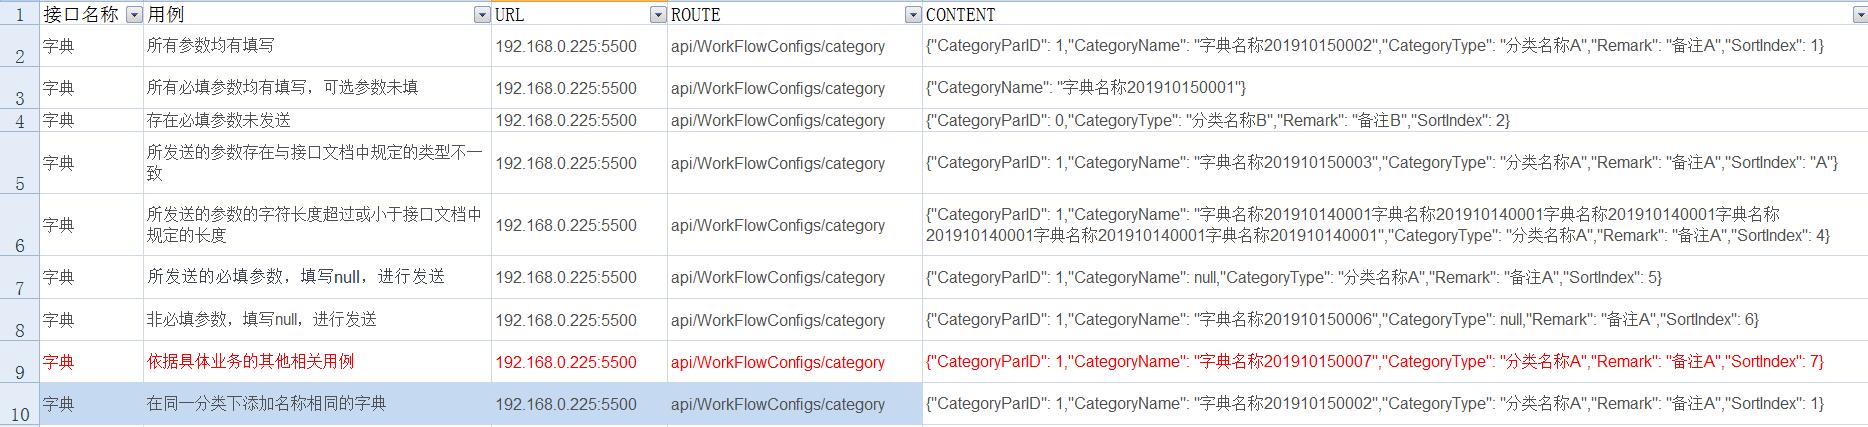 1 接口名称 用例 URL ROUTE CONTENT
2 字典 所有参数均有填写 192.168.0.225:5500 api/WorkFlowConfigs/category {"CategoryParID": 1,"CategoryName": "字典名称201910150002","CategoryType": "分类名称A","Remark": "备注A","SortIndex": 1}
3 字典 所有必填参数均有填写，可选参数未填 192.168.0.225:5500 api/WorkFlowConfigs/category {"CategoryName": "字典名称201910150001"}
4 字典 存在必填参数未发送 192.168.0.225:5500 api/WorkFlowConfigs/category {"CategoryParID": 0,"CategoryType": "分类名称B","Remark": "备注B","SortIndex": 2}
5 字典 所发送的参数存在与接口文档中规定的类型不一
致 192.168.0.225:5500 api/WorkFlowConfigs/category {"CategoryParID": 1,"CategoryName": "字典名称201910150003","CategoryType": "分类名称A","Remark": "备注A","SortIndex": "A"}
6 字典 所发送的参数的字符长度超过或小于接口文档中
规定的长度 192.168.0.225:5500 api/WorkFlowConfigs/category {"CategoryParID": 1,"CategoryName": "字典名称201910140001字典名称201910140001字典名称201910140001字典名称
201910140001字典名称201910140001字典名称201910140001","CategoryType": "分类名称A","Remark": "备注A","SortIndex": 4}
7 字典 所发送的必填参数，填写null，进行发送 192.168.0.225:5500 api/WorkFlowConfigs/category {"CategoryParID": 1,"CategoryName": null,"CategoryType": "分类名称A","Remark": "备注A","SortIndex": 5}
8 字典 非必填参数，填写null，进行发送 192.168.0.225:5500 api/WorkFlowConfigs/category {"CategoryParID": 1,"CategoryName": "字典名称201910150006","CategoryType": null,"Remark": "备注A","SortIndex": 6}
9 字典 依据具体业务的其他相关用例 192.168.0.225:5500 api/WorkFlowConfigs/category {"CategoryParID": 1,"CategoryName": "字典名称201910150007","CategoryType": "分类名称A","Remark": "备注A","SortIndex": 7}
10 字典 在同一分类下添加名称相同的字典 192.168.0.225:5500 api/WorkFlowConfigs/category {"CategoryParID": 1,"CategoryName": "字典名称201910150002","CategoryType": "分类名称A","Remark": "备注A","SortIndex": 1}